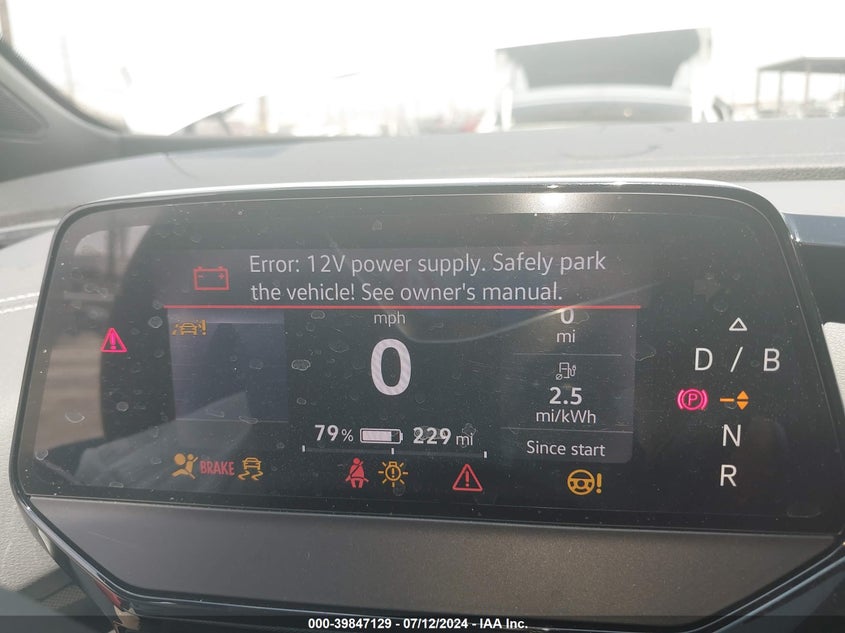 Error: 12V power supply. Safely park
the vehicle! See owner's manual.
mph
0
0
mi
2.5
mi/kWh
79% 229 mi
Since start
BRAKE
D / B
P
N
R
000-39847129 - 07/12/2024 - IAA Inc.